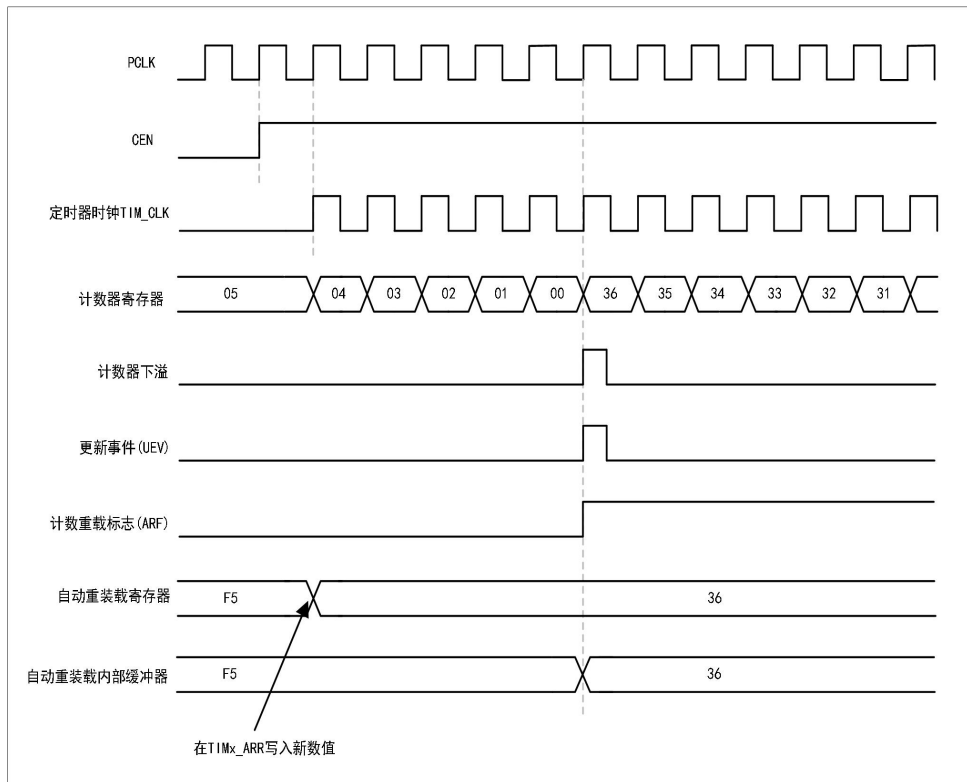 PCLK
CEN
定时器时钟TIM_CLK
计数器寄存器 05 04 03 02 01 00 36 35 34 33 32 31
计数器下溢
更新事件(UEV)
计数重载标志(ARF)
自动重装载寄存器 F5 36
自动重装载内部缓冲器 F5 36
在TIMx_ARR写入新数值